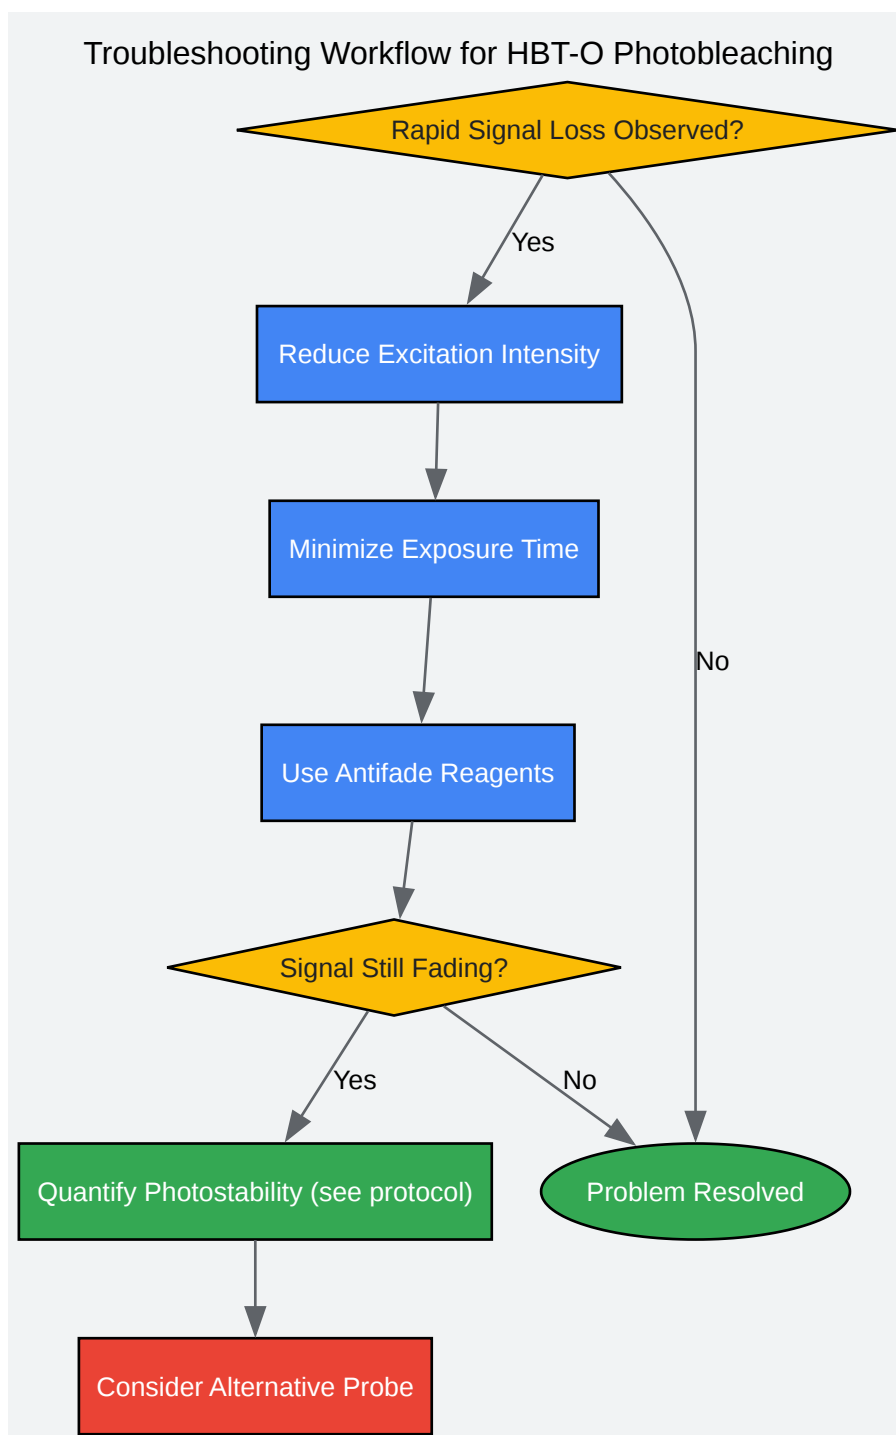 Troubleshooting Workflow for HBT-O Photobleaching
Rapid Signal Loss Observed?
Yes
Reduce Excitation Intensity
Minimize Exposure Time
No
Use Antifade Reagents
Signal Still Fading?
Yes
No
Quantify Photostability (see protocol)
Problem Resolved
Consider Alternative Probe